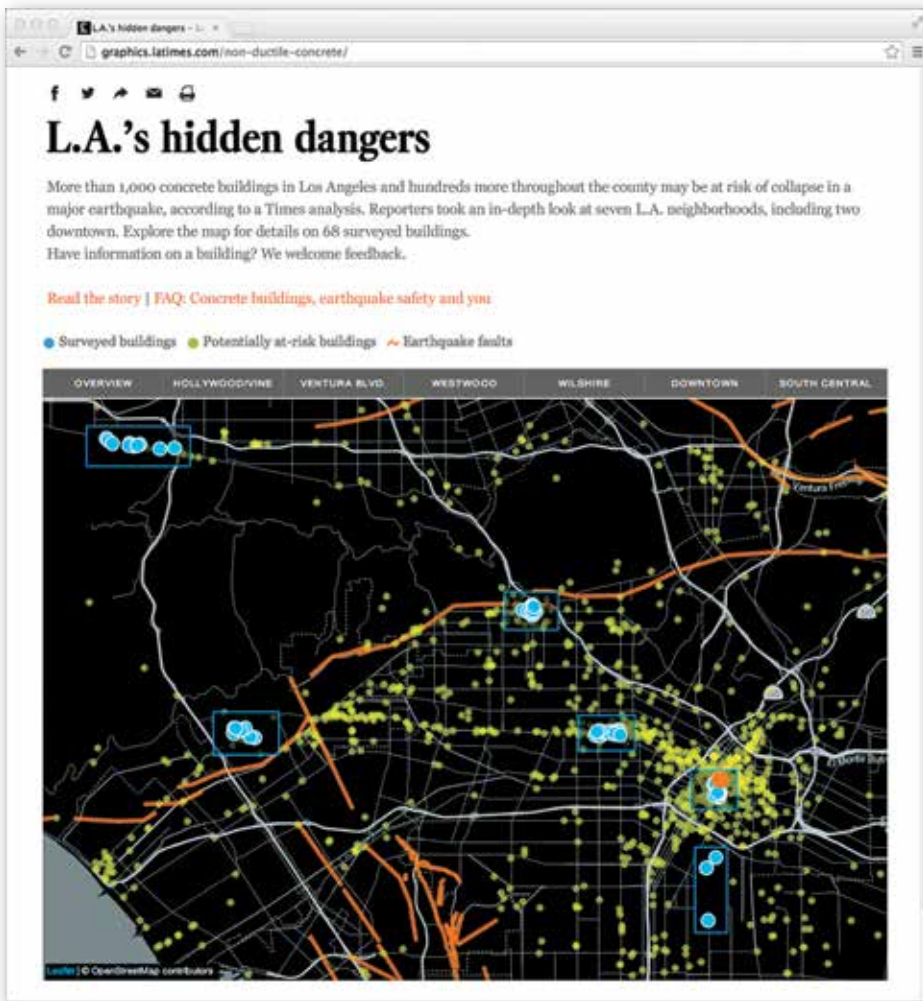 L.A.'s hidden dangers - L.
graphics.latimes.com/non-ductile-concrete/
L.A.'s hidden dangers
More than 1,000 concrete buildings in Los Angeles and hundreds more throughout the county may be at risk of collapse in a
major earthquake, according to a Times analysis. Reporters took an in-depth look at seven L.A. neighborhoods, including two
downtown. Explore the map for details on 68 surveyed buildings.
Have information on a building? We welcome feedback.
Read the story | FAQ: Concrete buildings, earthquake safety and you
Surveyed buildings Potentially at-risk buildings Earthquake faults
OVERVIEW HOLLYWOOD/VINE VENTURA BLVD. WESTWOOD WILSHIRE DOWNTOWN SOUTH CENTRAL
Ventura
Leaflet | © OpenStreetMap contributors